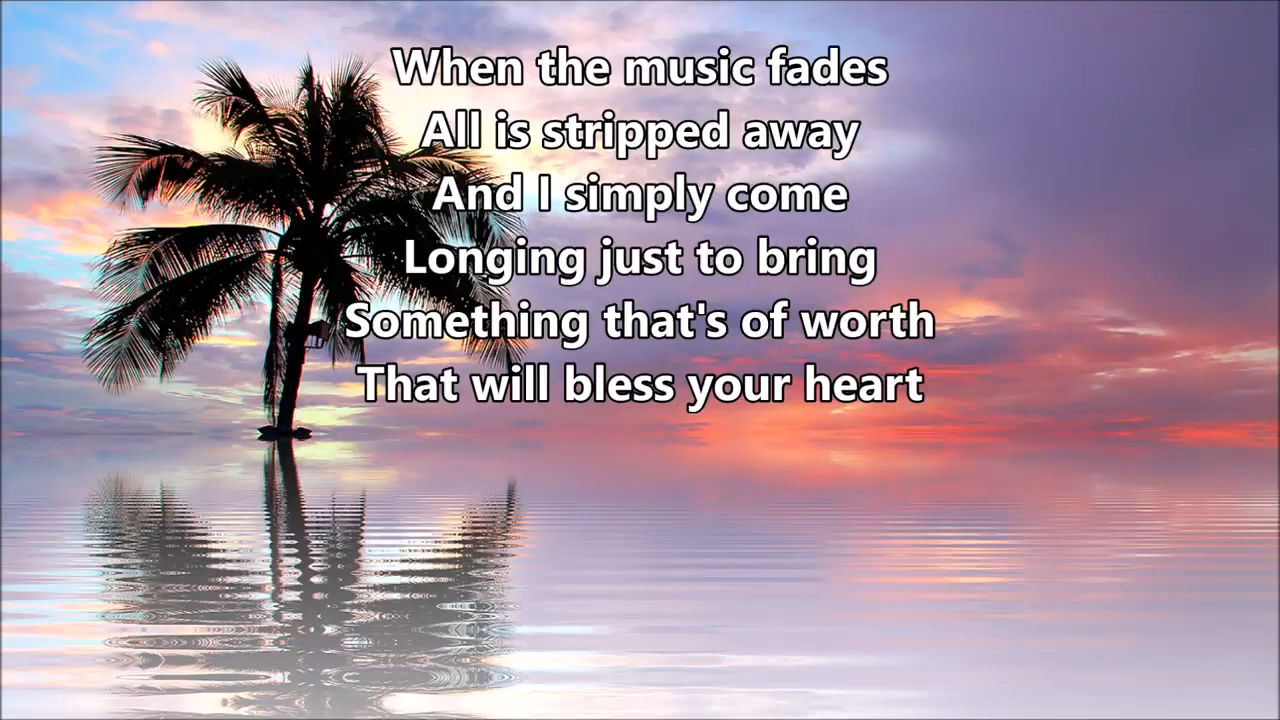 When the music fades
All is stripped away
And I simply come
Longing just to bring
Something that's of worth
That will bless your heart